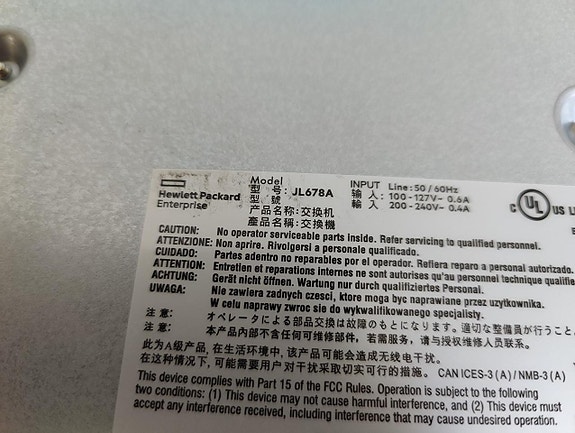 Hewlett Packard
Enterprise
Model
型 号: JL678A
型 號:
产品名称:交换机
產品名稱:交換機
INPUT Line: 50 / 60Hz
输 入: 100-127V~ 0.6A
輸 入 200-240V~ 0.4A
C UL US
CAUTION: No operator serviceable parts inside. Refer servicing to qualified personnel.
ATTENZIONE: Non aprire. Rivolgersi a personale qualificado.
CUIDADO: Partes adentro no reparables por el operador. Refiera reparo a personal autorizado.
ATTENTION: Entretien et reparations internes ne sont autorises qu'au personnel technique
ACHTUNG: Gerät nicht öffnen. Wartung nur durch qualifiziertes Personal.
UWAGA: Nie zawiera zadnych czesci, ktore moga byc naprawiane przez uzytkownika.
W celu naprawy zwroc sie do wykwalifikowanego specjalisty.
注意: オペレータによる部品交換は故障のもとになります。適切な整備員が行うこと
注意: 本产品内部不含任何可维修部件，若需服务，请与授权维修人员联系。
此为A级产品, 在生活环境中, 该产品可能会造成无线电干扰。
在这种情况下, 可能需要用户对干扰采取切实可行的措施。 CAN ICES-3 (A) / NMB-3 (A)
This device complies with Part 15 of the FCC Rules. Operation is subject to the following
two conditions: (1) This device may not cause harmful interference, and (2) This device must
accept any interference received, including interference that may cause undesired operation.